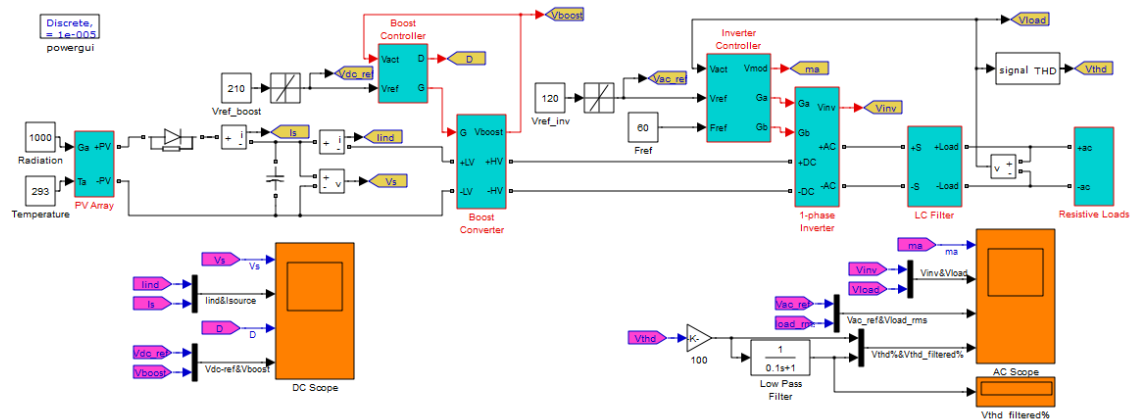 Discrete,
= 1e-005
powergui
Boost
Controller
Vact
D
Vref
G
Vboost
D
Vdc_ref
210
Vref_boost
Inverter
Controller
Vact
Vmod
Vref
Ga
Fref
Gb
Vload
signal THD
Vthd
ma
Vac_ref
120
Vref_inv
60
Fref
Ga
Vinv
Gb
+AC
+DC
-AC
-DC
1-phase
Inverter
Vinv
1000
Radiation
293
Temperature
Ga
+PV
Ta
-PV
PV Array
+ i
-
Is
+ i
-
Iind
+
- v
Vs
G
Vboost
+LV
+HV
-LV
-HV
Boost
Converter
+S
+Load
-S
-Load
LC Filter
v +
-
+ac
-ac
Resistive Loads
Vs
Vs
Iind
Is
Iind&Isource
D
D
Vdc_ref
Vboost
Vdc-ref&Vboost
DC Scope
ma
ma
Vinv
Vload
Vinv&Vload
Vac_ref
load_rms
Vac_ref&Vload_rms
Vthd
-K-
100
1
0.1s+1
Low Pass
Filter
Vthd%&Vthd_filtered%
AC Scope
Vthd_filtered%